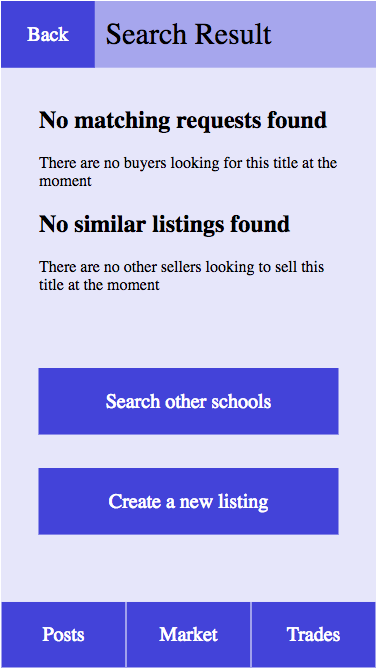 Back
Search Result
No matching requests found
There are no buyers looking for this title at the
moment
No similar listings found
There are no other sellers looking to sell this
title at the moment
Search other schools
Create a new listing
Posts
Market
Trades